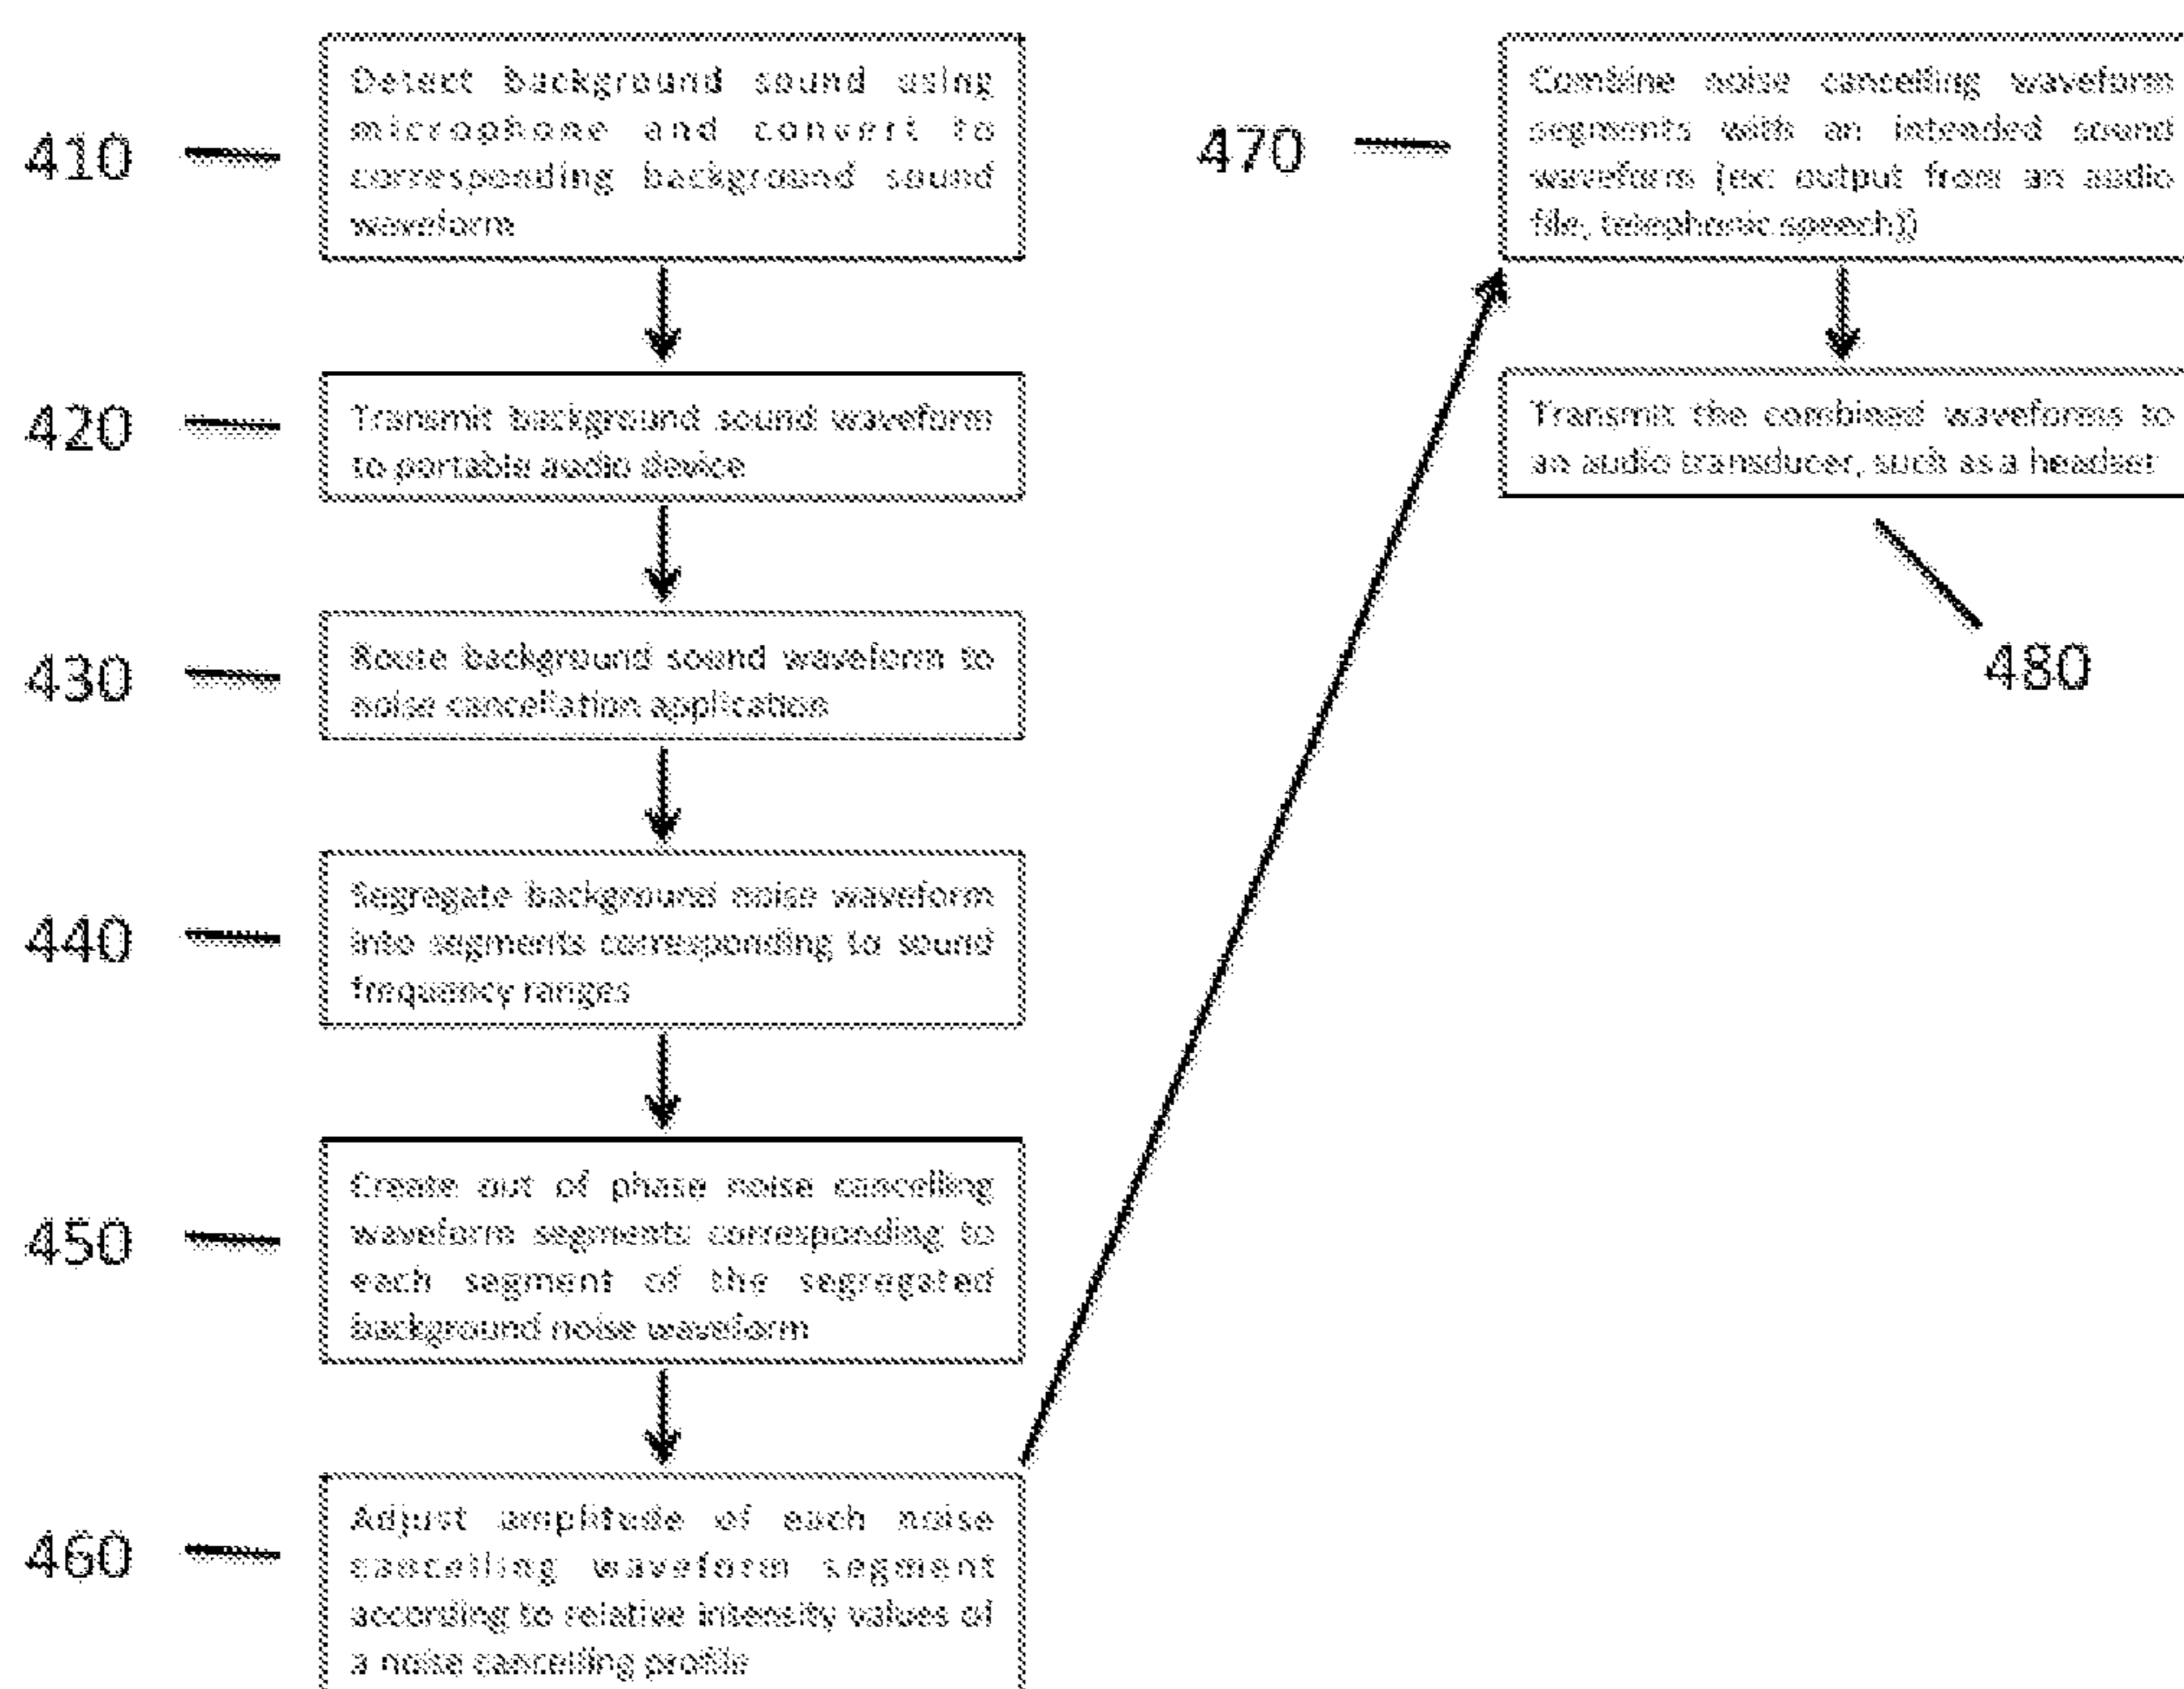 410
Detect background sound using
microphone and convert to
corresponding background sound
waveform
420
Transmit background sound waveform
to portable audio device
430
Route background sound waveform to
noise cancellation application
440
Segregate background noise waveform
into segments corresponding to sound
frequency ranges
450
Create out of phase noise cancelling
waveform segments corresponding to
each segment of the segregated
background noise waveform
460
Adjust amplitude of each noise
cancelling waveform segment
according to relative intensity values of
a noise cancelling profile
470
Combine noise cancelling waveform
segments with an intended sound
waveform (ex: output from an audio
file, telephonic speech))
Transmit the combined waveforms to
an audio transducer, such as a headset
480